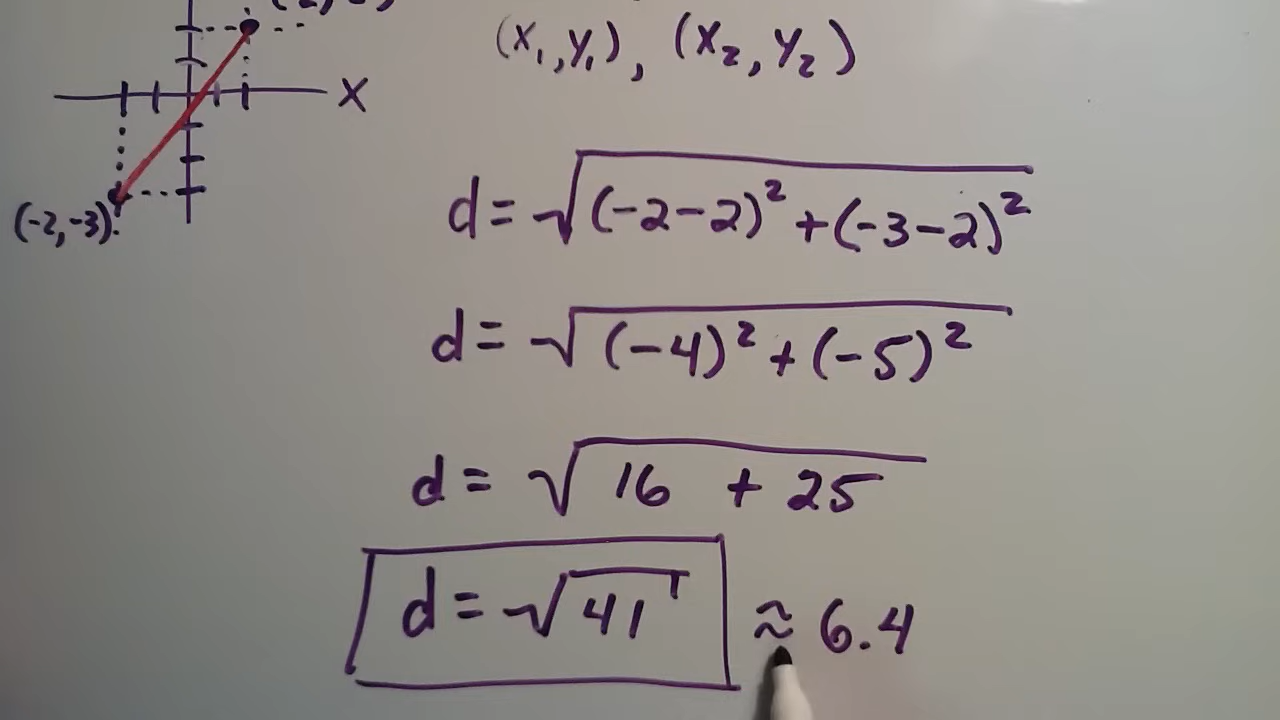 (x₁,y₁), (x₂,y₂)
X
(-2,-3)
d = √((-2-2)² + (-3-2)²)
d = √((-4)² + (-5)²)
d = √(16 + 25)
d = √41 ≈ 6.4